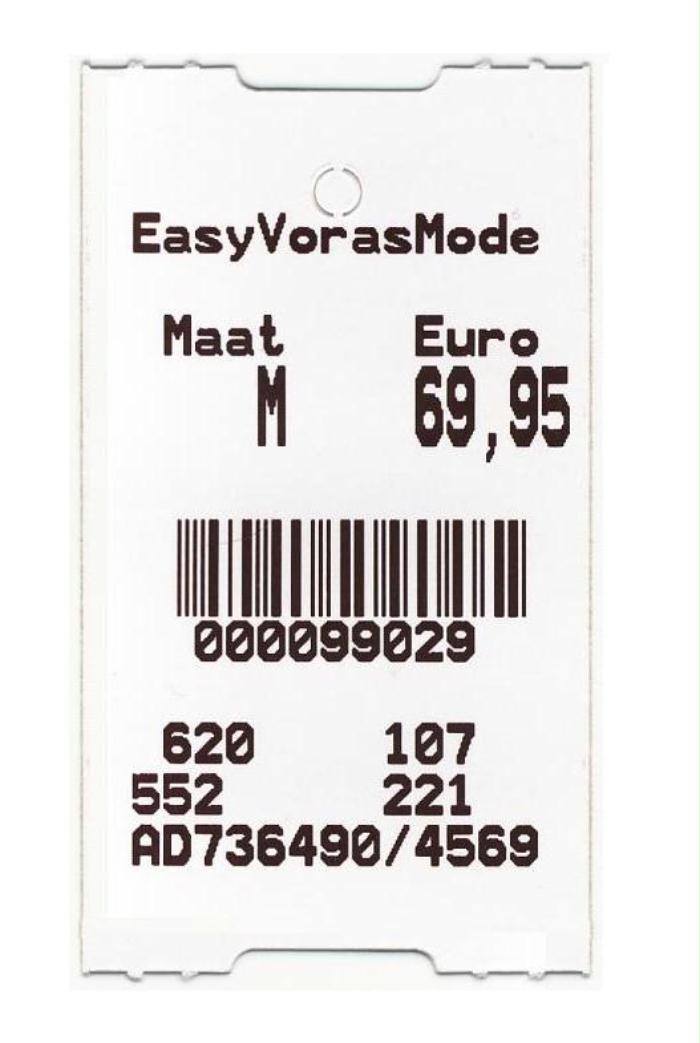 EasyVorasMode
Maat Euro
M 69,95
000099029
620 107
552 221
AD736490/4569